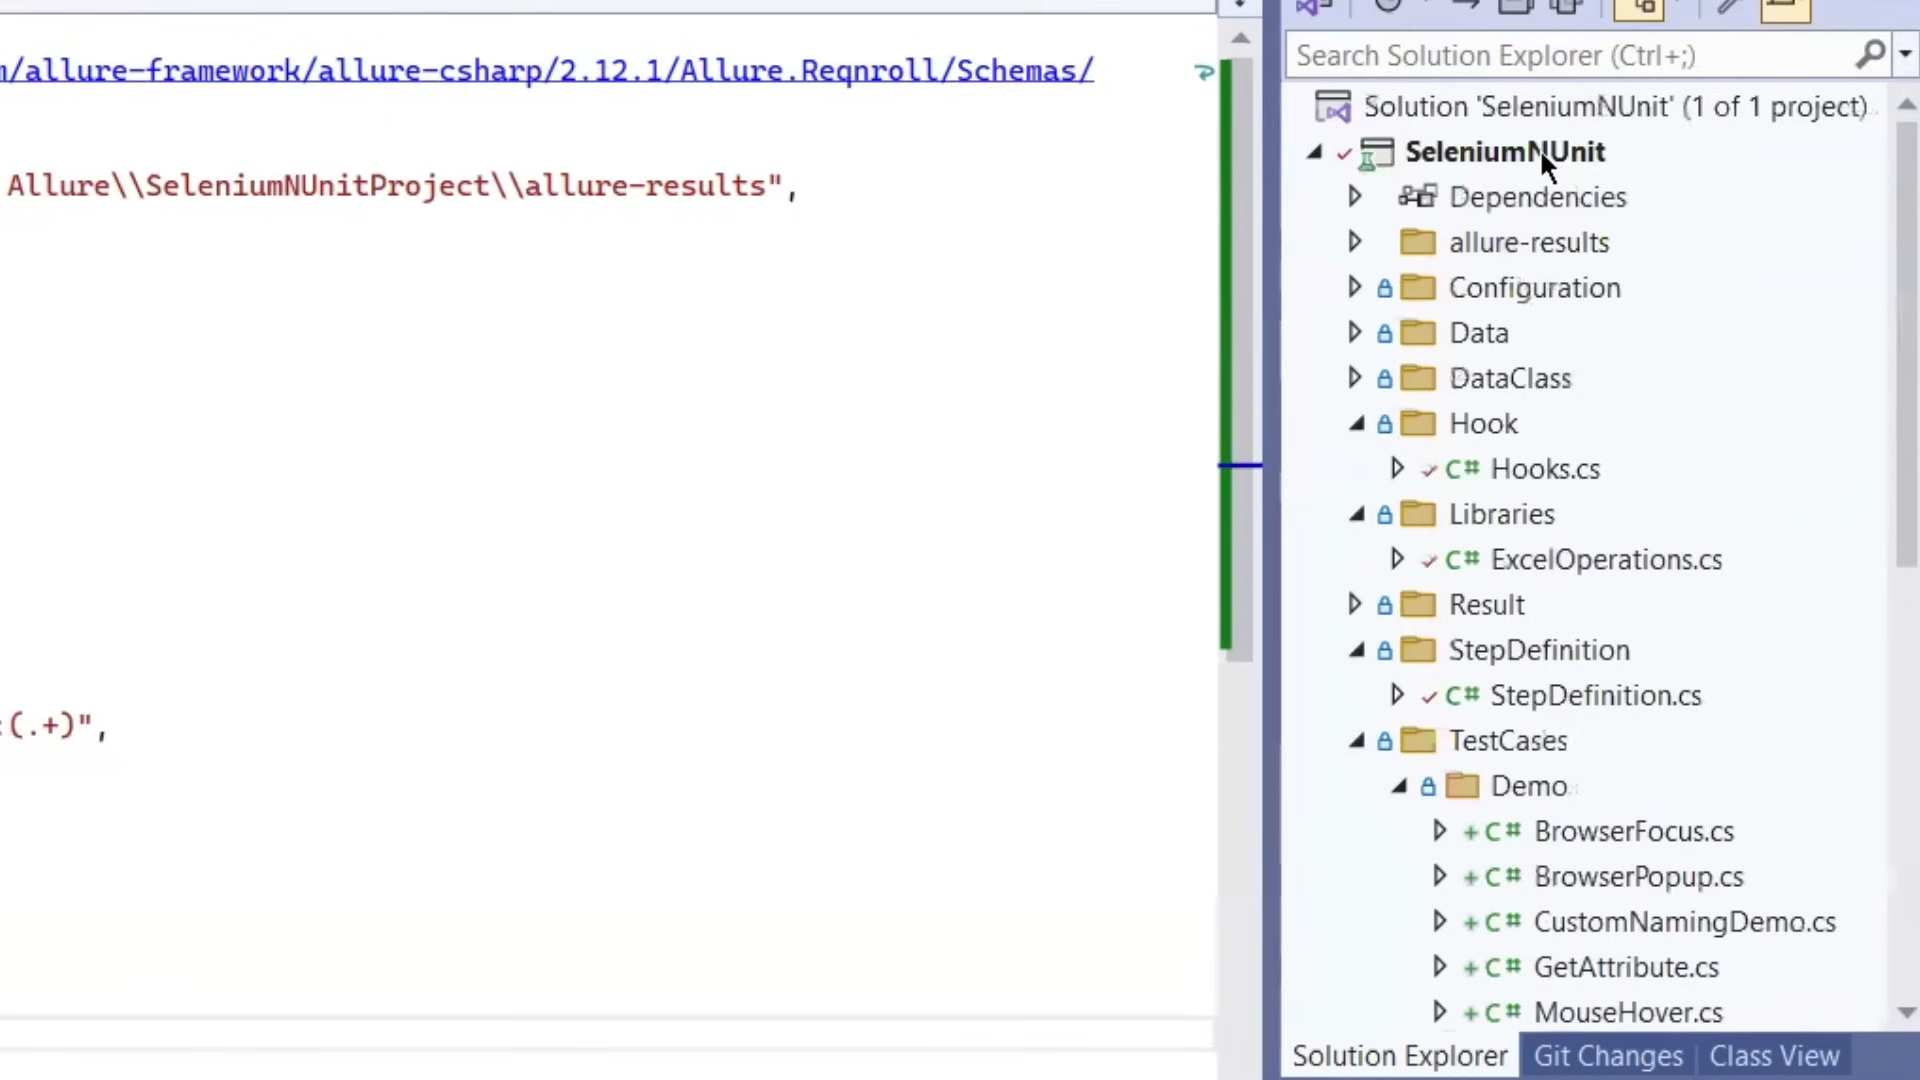 m/allure-framework/allure-csharp/2.12.1/Allure.Reqnroll/Schemas/
Allure\\SeleniumNUnitProject\\allure-results",
:(.+)",
Search Solution Explorer (Ctrl+;)
Solution 'SeleniumNUnit' (1 of 1 project)
SeleniumNUnit
Dependencies
allure-results
Configuration
Data
DataClass
Hook
C# Hooks.cs
Libraries
C# ExcelOperations.cs
Result
StepDefinition
C# StepDefinition.cs
TestCases
Demo
+ C# BrowserFocus.cs
+ C# BrowserPopup.cs
+ C# CustomNamingDemo.cs
+ C# GetAttribute.cs
+ C# MouseHover.cs
Solution Explorer Git Changes Class View